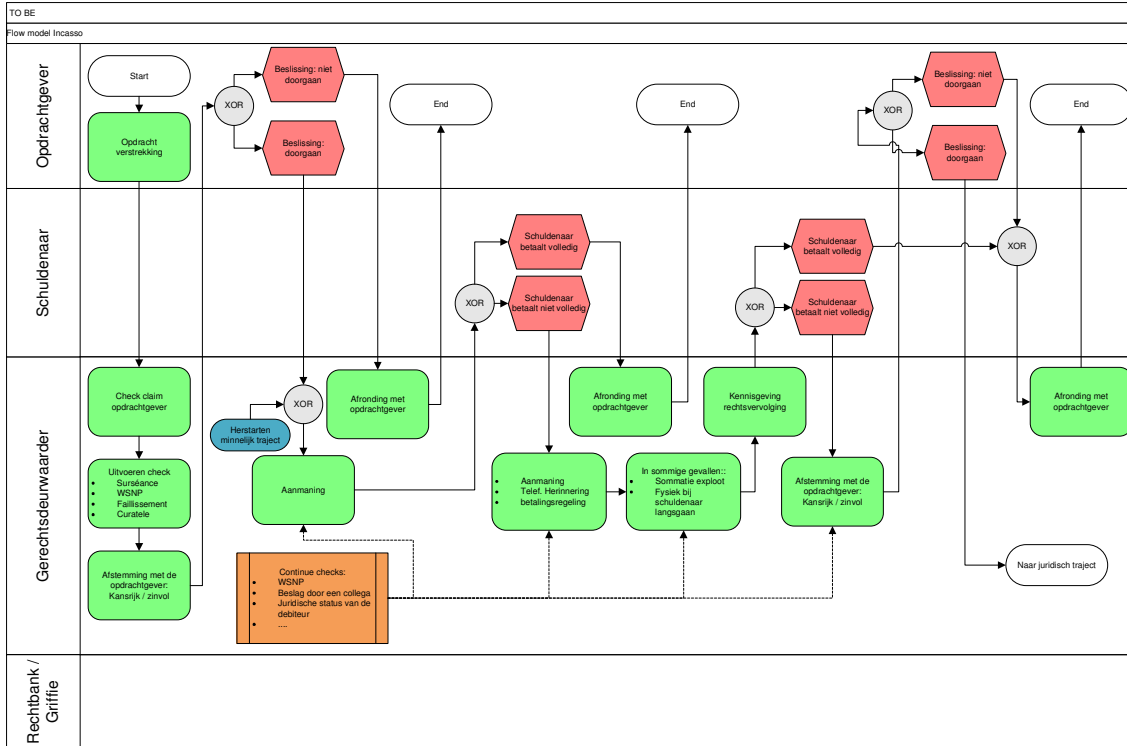 TO BE
Flow model Incasso
Opdrachtgever
Start
Opdracht
verstrekking
XOR
Beslissing: niet
doorgaan
Beslissing:
doorgaan
End
End
XOR
Beslissing: niet
doorgaan
Beslissing:
doorgaan
End
Schuldenaar
XOR
Schuldenaar
betaalt volledig
Schuldenaar
betaalt niet volledig
XOR
Schuldenaar
betaalt volledig
Schuldenaar
betaalt niet volledig
XOR
Gerechtsdeurwaarder
Check claim
opdrachtgever
Uitvoeren check
• Surséance
• WSNP
• Faillissement
• Curatele
Afstemming met de
opdrachtgever:
Kansrijk / zinvol
XOR
Herstarten
minnelijk traject
Aanmaning
Afronding met
opdrachtgever
Continue checks:
• WSNP
• Beslag door een collega
• Juridische status van de
debiteur
• ....
• Aanmaning
• Telef. Herinnering
• betalingsregeling
Afronding met
opdrachtgever
In sommige gevallen::
• Sommatie exploot
• Fysiek bij
schuldenaar
langsgaan
Kennisgeving
rechtsvervolging
Afstemming met de
opdrachtgever:
Kansrijk / zinvol
Afronding met
opdrachtgever
Naar juridisch traject
Rechtbank /
Griffie